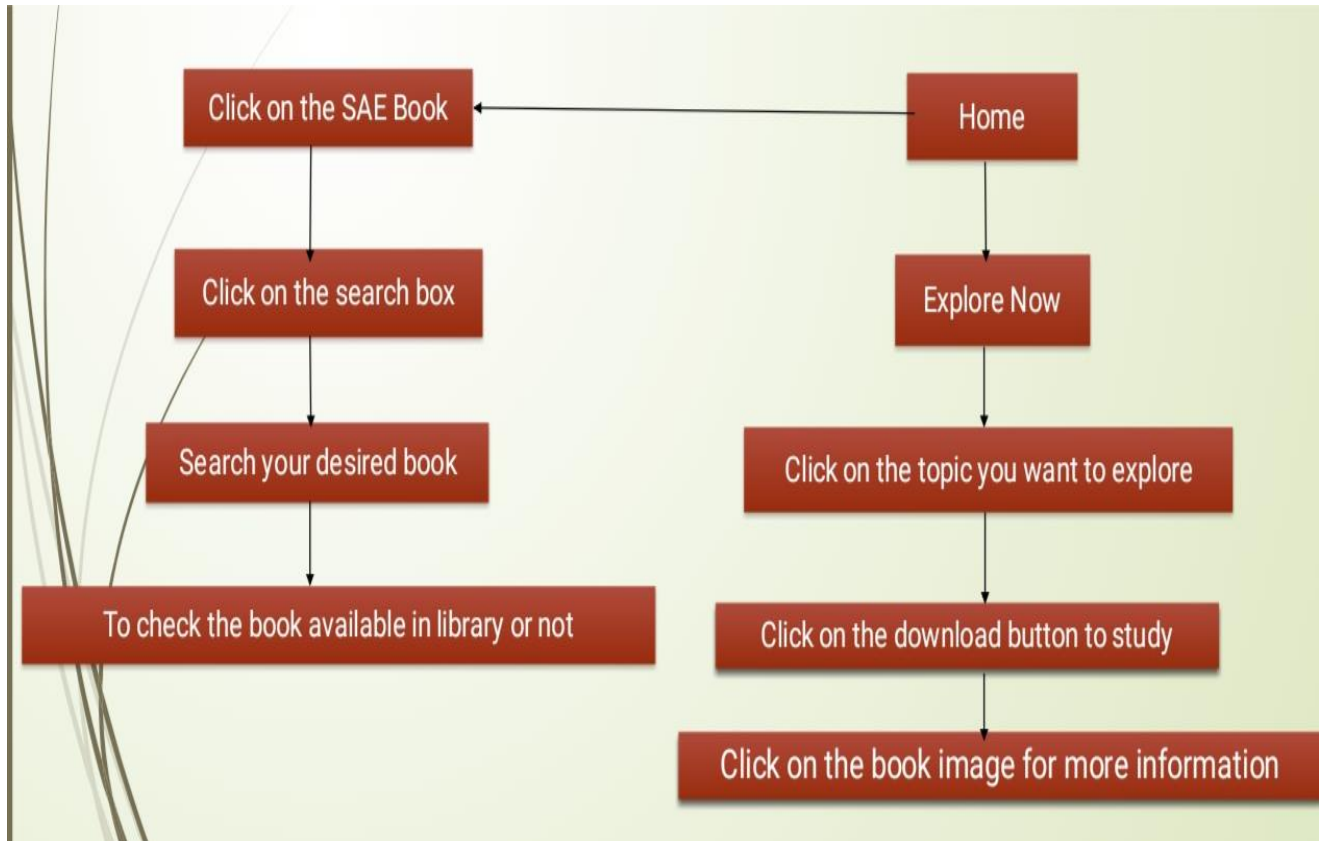 Click on the SAE Book
Home
Click on the search box
Explore Now
Search your desired book
Click on the topic you want to explore
To check the book available in library or not
Click on the download button to study
Click on the book image for more information